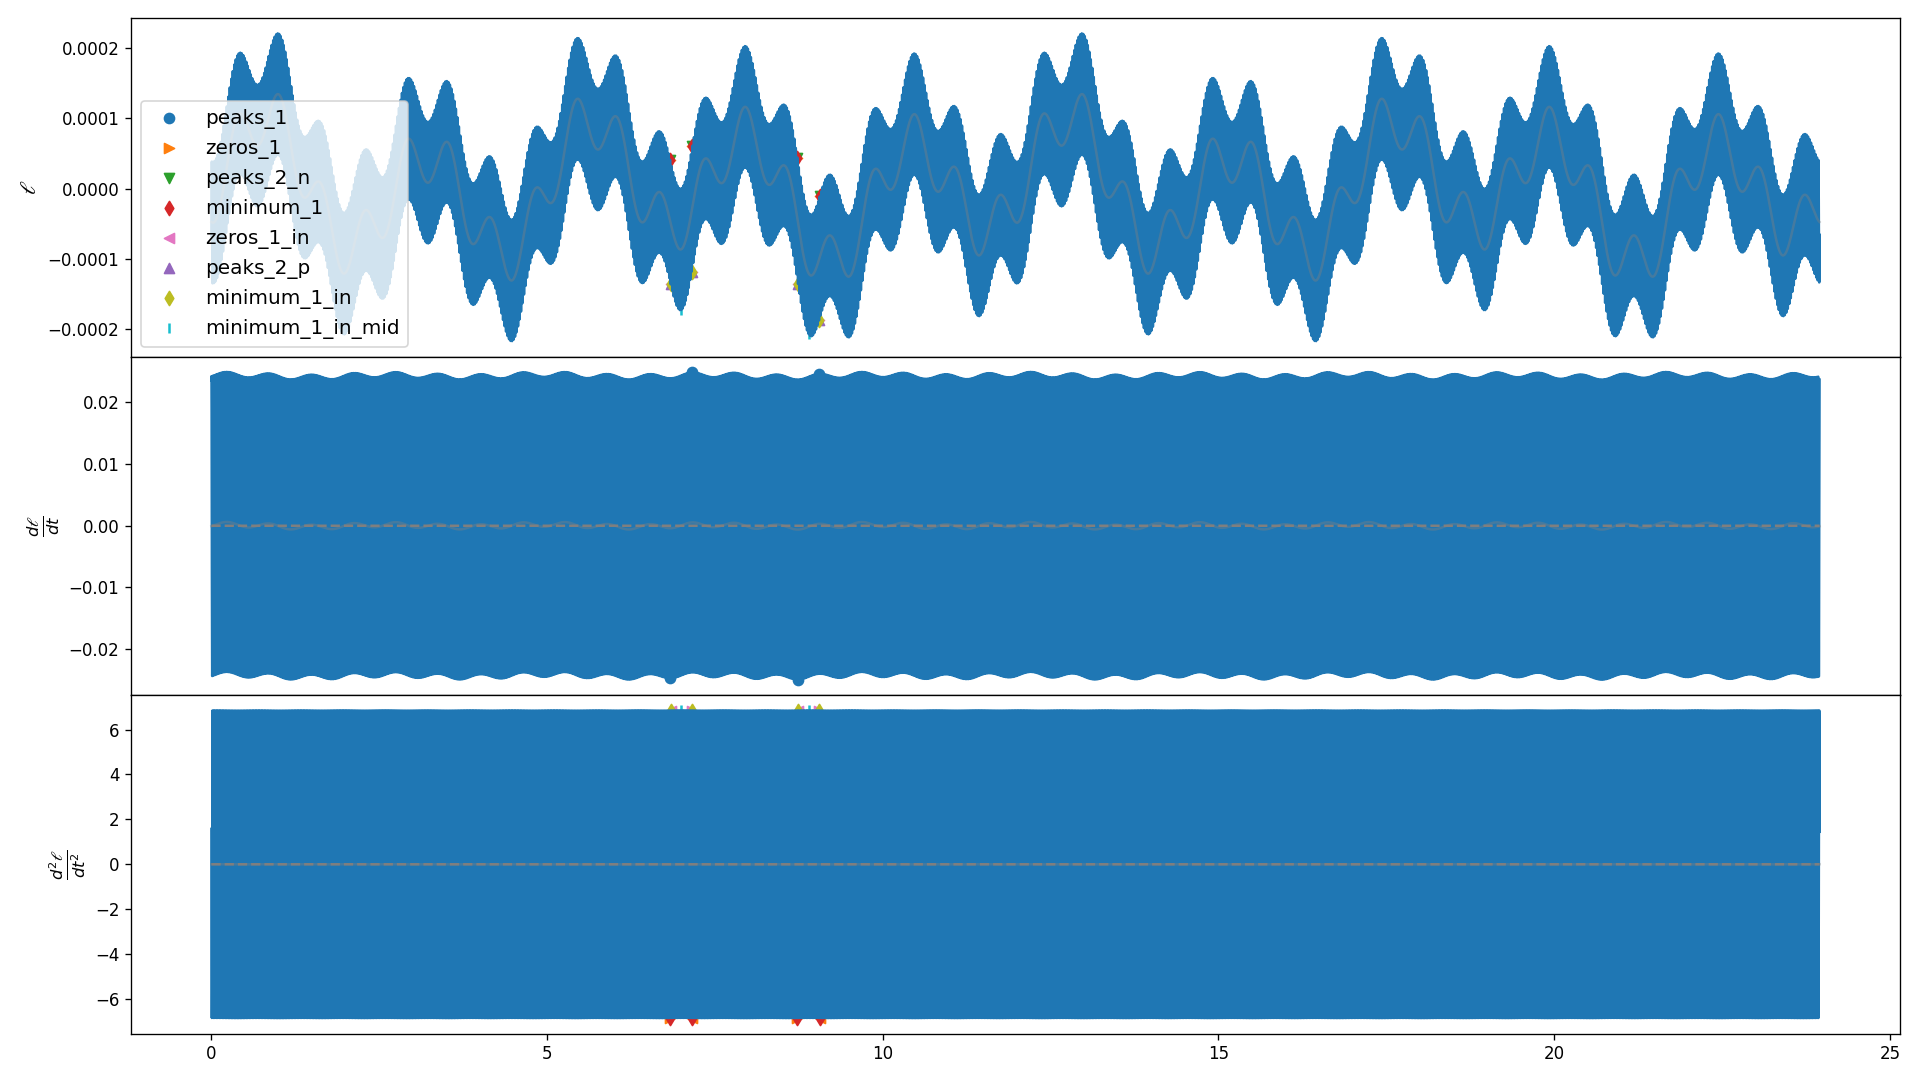 0.0002
0.0001
0.0000
−0.0001
−0.0002
ℓ
peaks_1
zeros_1
peaks_2_n
minimum_1
zeros_1_in
peaks_2_p
minimum_1_in
minimum_1_in_mid
0.02
0.01
0.00
−0.01
−0.02
dℓ/dt
6
4
2
0
−2
−4
−6
d²ℓ/dt²
0 5 10 15 20 25